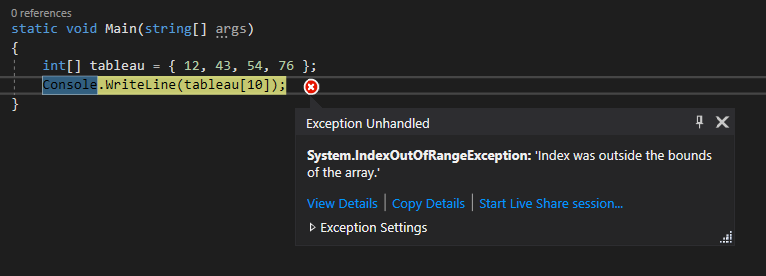 0 references
static void Main(string[] args)
{
int[] tableau = { 12, 43, 54, 76 };
Console.WriteLine(tableau[10]);
}
Exception Unhandled
System.IndexOutOfRangeException: 'Index was outside the bounds
of the array.'
View Details | Copy Details | Start Live Share session...
Exception Settings